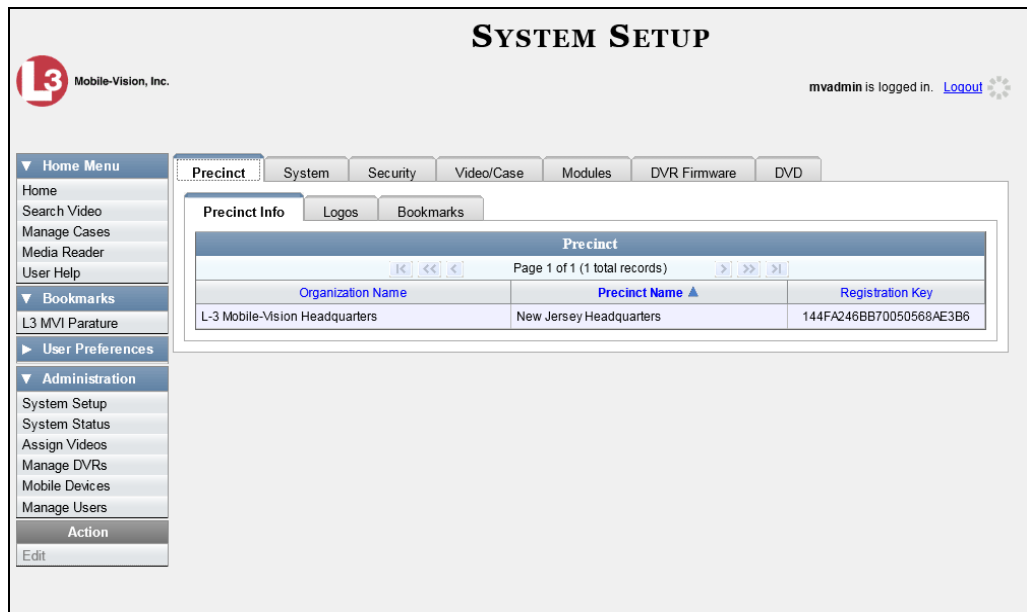 SYSTEM SETUP
L3 Mobile-Vision, Inc.
mvadmin is logged in. Logout
Home Menu
Home
Search Video
Manage Cases
Media Reader
User Help
Bookmarks
L3 MVI Parature
User Preferences
Administration
System Setup
System Status
Assign Videos
Manage DVRs
Mobile Devices
Manage Users
Action
Edit
Precinct System Security Video/Case Modules DVR Firmware DVD
Precinct Info Logos Bookmarks
Precinct
Page 1 of 1 (1 total records)
Organization Name Precinct Name Registration Key
L-3 Mobile-Vision Headquarters New Jersey Headquarters 144FA246BB70050568AE3B6